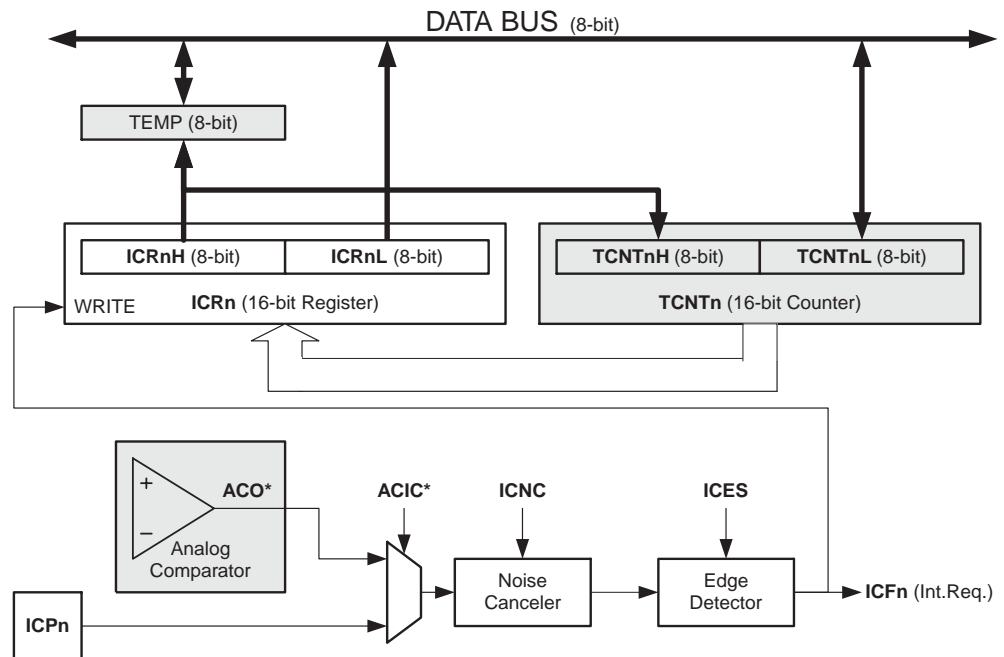 DATA BUS (8-bit)
TEMP (8-bit)
ICRnH (8-bit) ICRnL (8-bit)
TCNTnH (8-bit) TCNTnL (8-bit)
WRITE
ICRn (16-bit Register)
TCNTn (16-bit Counter)
+
−
ACO*
Analog
Comparator
ACIC*
ICNC
ICES
Noise
Canceler
Edge
Detector
ICFn (Int.Req.)
ICPn